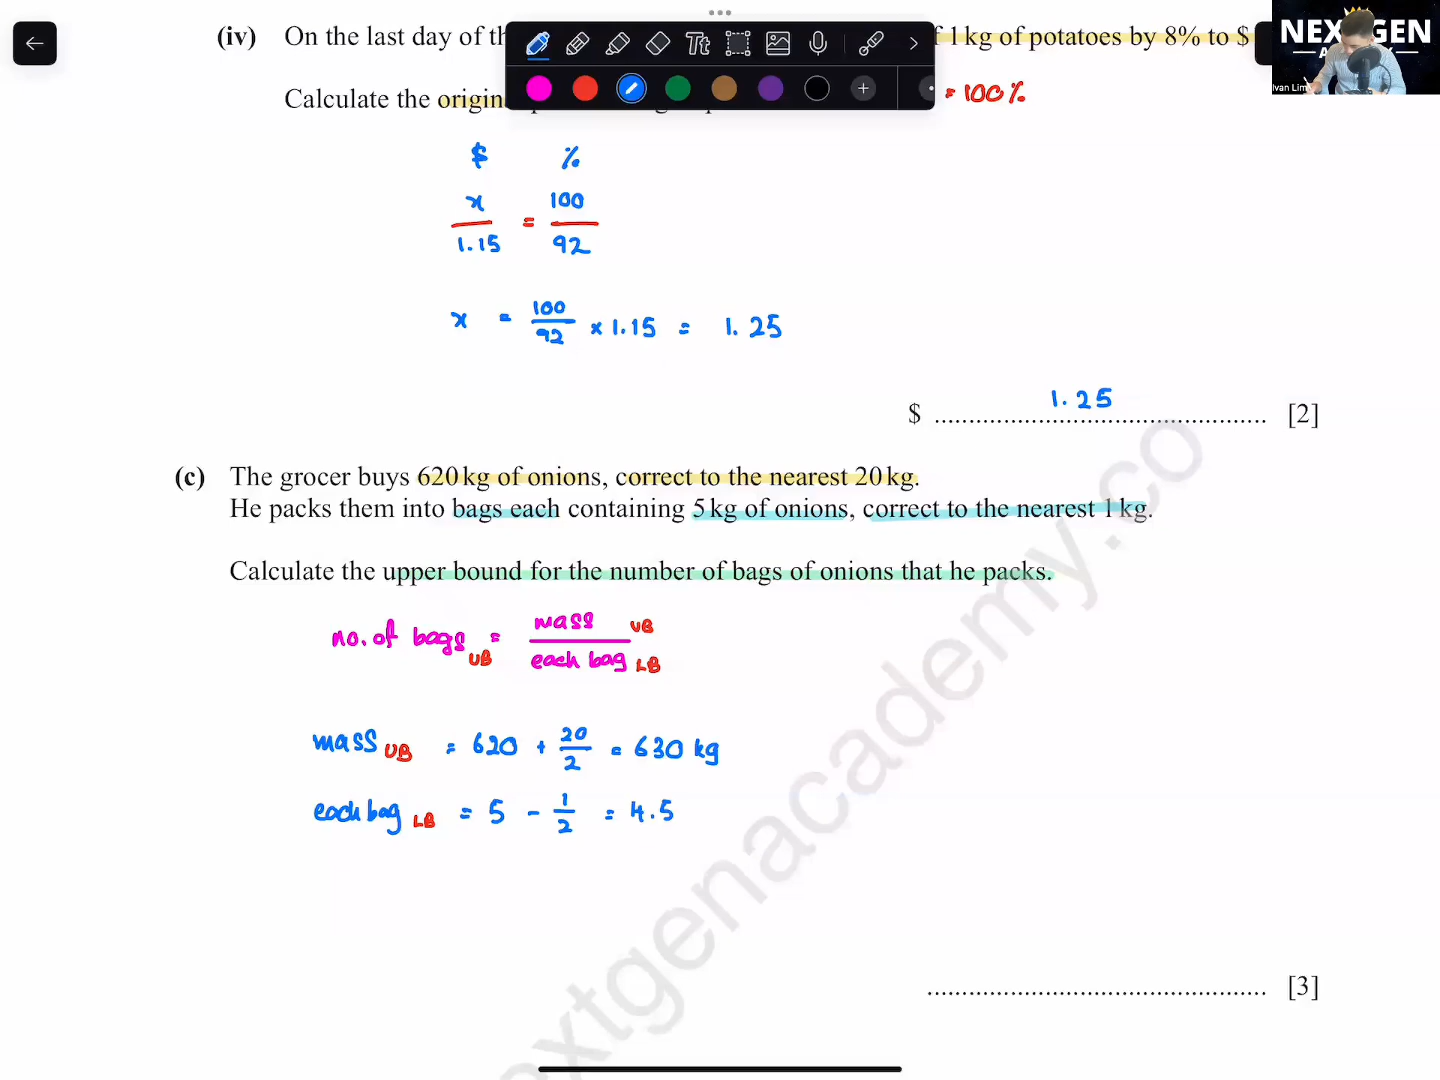 (iv) On the last day of th f 1 kg of potatoes by 8% to $
Tt
NEX GEN
Ivan Lim
Calculate the origin = 100 %
$ %
x / 1.15 = 100 / 92
x = 100 / 92 × 1.15 = 1.25
1.25
$ ................................................ [2]
(c) The grocer buys 620 kg of onions, correct to the nearest 20 kg.
He packs them into bags each containing 5 kg of onions, correct to the nearest 1 kg.
Calculate the upper bound for the number of bags of onions that he packs.
no. of bags UB = mass UB / each bag LB
mass UB = 620 + 20 / 2 = 630 kg
each bag LB = 5 - 1 / 2 = 4.5
................................................. [3]
extgenacademy.co